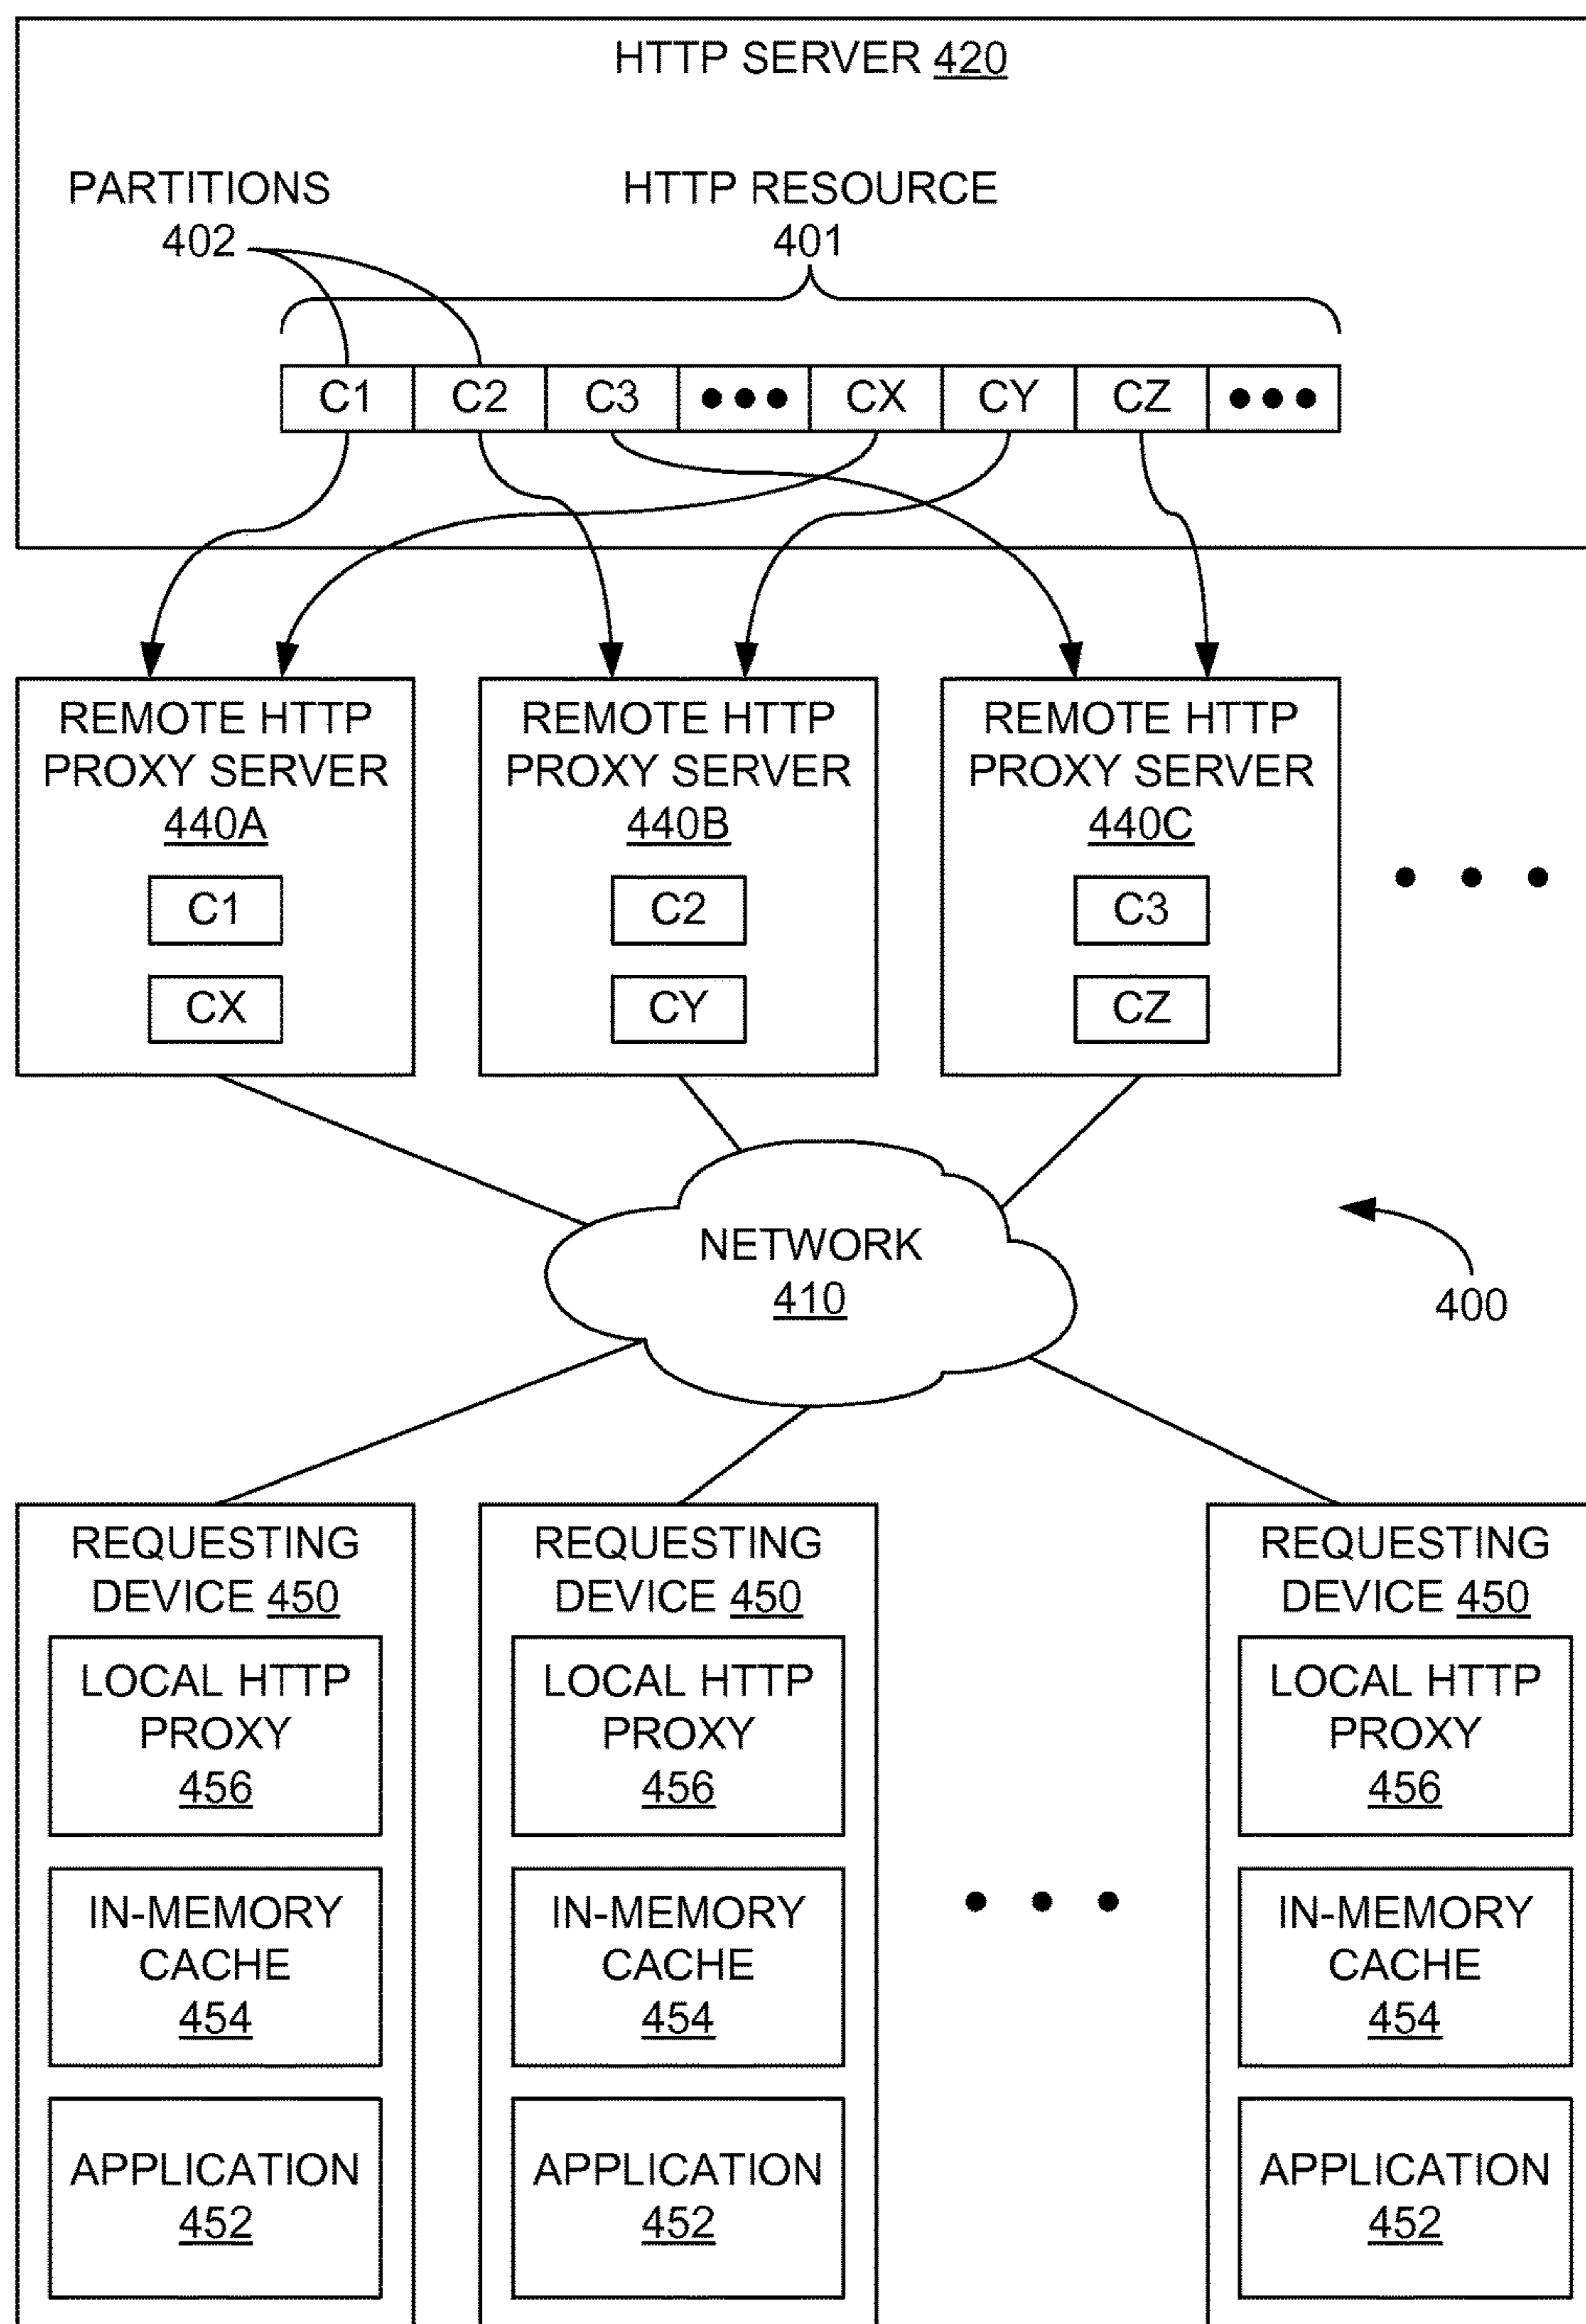 HTTP SERVER 420
PARTITIONS
402
HTTP RESOURCE
401
C1 C2 C3 ••• CX CY CZ •••
REMOTE HTTP
PROXY SERVER
440A
C1
CX
REMOTE HTTP
PROXY SERVER
440B
C2
CY
REMOTE HTTP
PROXY SERVER
440C
C3
CZ
• • •
NETWORK
410
400
REQUESTING
DEVICE 450
LOCAL HTTP
PROXY
456
IN-MEMORY
CACHE
454
APPLICATION
452
REQUESTING
DEVICE 450
LOCAL HTTP
PROXY
456
IN-MEMORY
CACHE
454
APPLICATION
452
• • •
REQUESTING
DEVICE 450
LOCAL HTTP
PROXY
456
IN-MEMORY
CACHE
454
APPLICATION
452